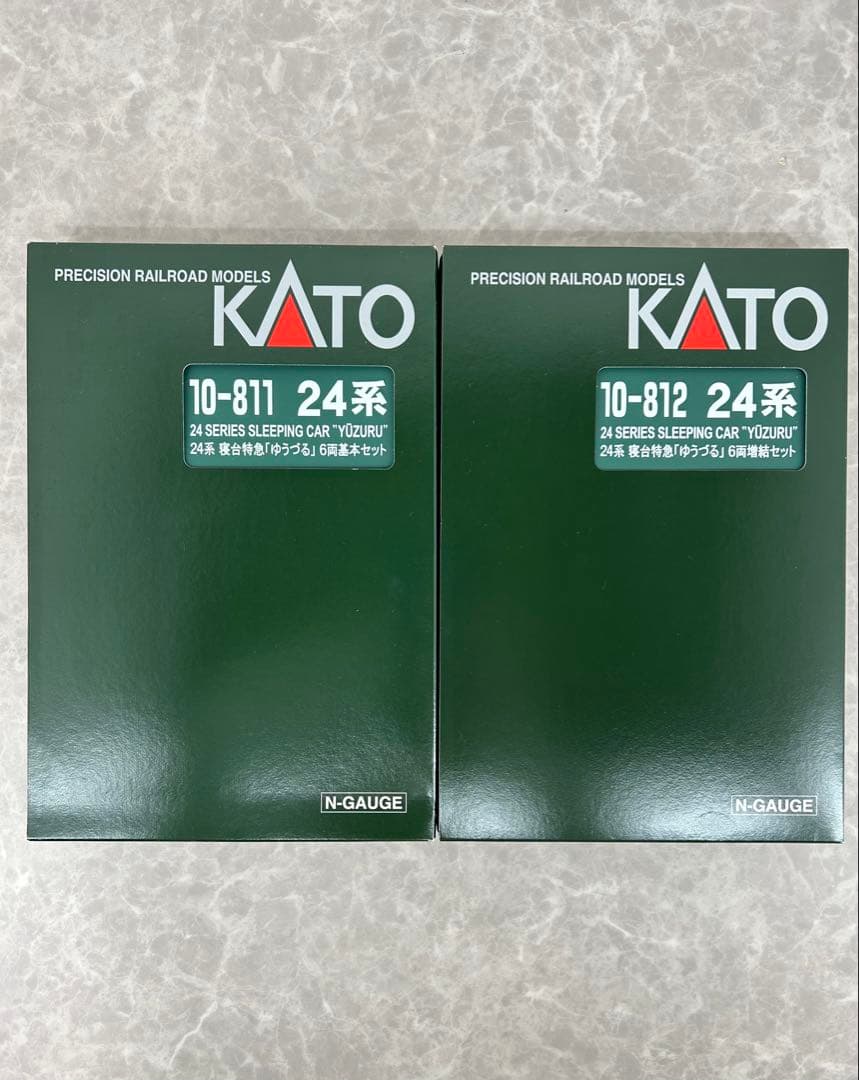 PRECISION RAILROAD MODELS
KATO
10-811 24系
24 SERIES SLEEPING CAR "YŪZURU"
24系 寝台特急「ゆうづる」 6両基本セット
N-GAUGE
PRECISION RAILROAD MODELS
KATO
10-812 24系
24 SERIES SLEEPING CAR "YŪZURU"
24系 寝台特急「ゆうづる」 6両増結セット
N-GAUGE